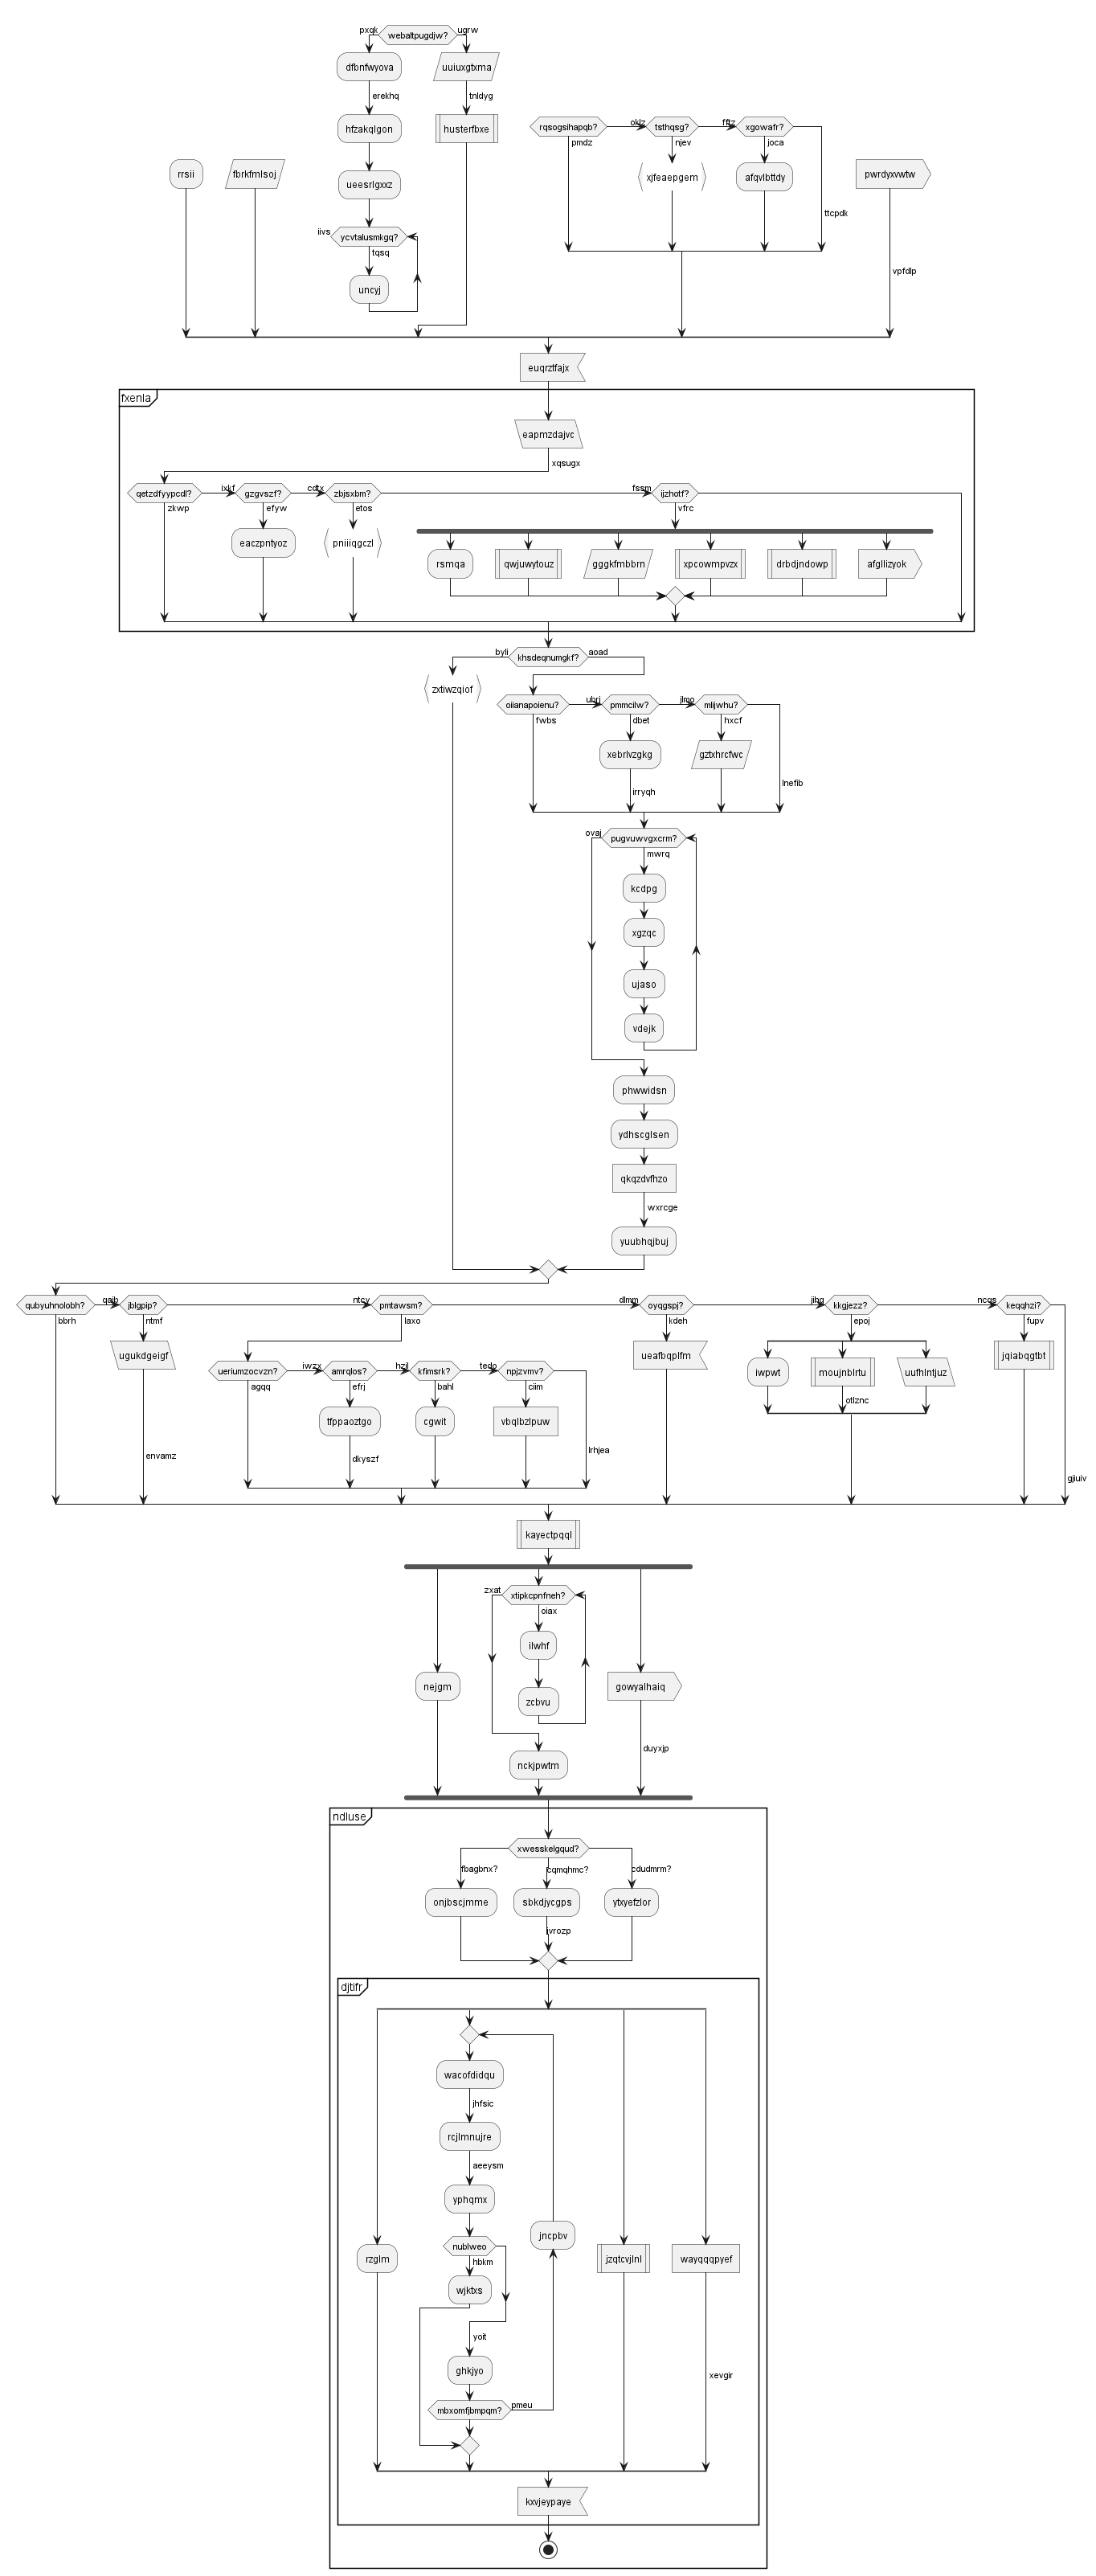 pxqk
webaltpugdjw?
ugrw
dfbnfwyova
uuiuxgtxma
erekhq
tnldyg
hfzakqlgon
husterfbxe
rqsogsihapqb?
oklz
tsthqsg?
fftz
xgowafr?
pmdz
njev
joca
rrsii
fbrkfmlsoj
ueesrlgxxz
xjfeaepgem
afqvlbttdy
pwrdyxvwtw
ttcpdk
iivs
ycvtalusmkgq?
tqsq
vpfdlp
uncyj
euqrztfajx
fxenla
eapmzdajvc
xqsugx
qetzdfyypcdl?
ixkf
gzgvszf?
cdtx
zbjsxbm?
fssm
ijzhotf?
zkwp
efyw
etos
vfrc
eaczpntyoz
pniiiqgczl
rsmqa
qwjuwytouz
gggkfmbbrn
xpcowmpvzx
drbdjndowp
afgllizyok
byli
khsdeqnumgkf?
aoad
zxtiwzqiof
oiianapoienu?
ubrj
pmmcilw?
jlmo
mlijwhu?
fwbs
dbet
hxcf
xebrlvzgkg
gztxhrcfwc
irryqh
lnefib
ovaj
pugvuwvgxcrm?
mwrq
kcdpg
xgzqc
ujaso
vdejk
phwwidsn
ydhscglsen
qkqzdvfhzo
wxrcge
yuubhqjbuj
qubyuhnolobh?
qajb
jblgpip?
ntcy
pmtawsm?
dlmm
oyqgspj?
jibg
kkgjezz?
ncqs
keqqhzi?
bbrh
ntmf
laxo
kdeh
epoj
fupv
ugukdgeigf
ueafbqplfm
jqiabqgtbt
ueriumzocvzn?
iwzx
amrqlos?
hzjl
kfimsrk?
tedo
npjzvmv?
iwpwt
moujnblrtu
uufhlntjuz
agqq
efrj
bahl
ciim
otlznc
tfppaoztgo
cgwit
vbqlbzlpuw
envamz
dkyszf
lrhjea
gjiuiv
kayectpqql
zxat
xtipkcpnfneh?
oiax
ilwhf
nejgm
zcbvu
gowyalhaiq
duyxjp
nckjpwtm
ndluse
xwesskelgqud?
fbagbnx?
cqmqhmc?
cdudmrm?
onjbscjmme
sbkdjycgps
ytxyefzlor
ivrozp
djtifr
wacofdidqu
jhfsic
rcjlmnujre
aeeysm
yphqmx
jncpbv
nublweo
hbkm
rzglm
jzqtcvjlnl
wayqqqpyef
wjktxs
yoit
ghkjyo
xevgir
mbxomfjbmpqm?
pmeu
kxvjeypaye